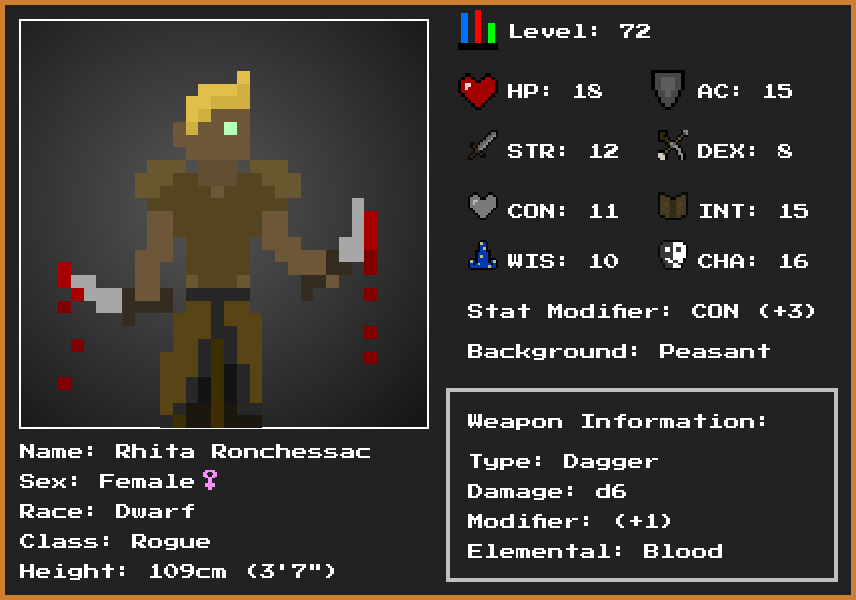 Level: 72
HP: 18
AC: 15
STR: 12
DEX: 8
CON: 11
INT: 15
WIS: 10
CHA: 16
Stat Modifier: CON (+3)
Background: Peasant
Weapon Information:
Type: Dagger
Damage: d6
Modifier: (+1)
Elemental: Blood
Name: Rhita Ronchessac
Sex: Female♀
Race: Dwarf
Class: Rogue
Height: 109cm (3'7")